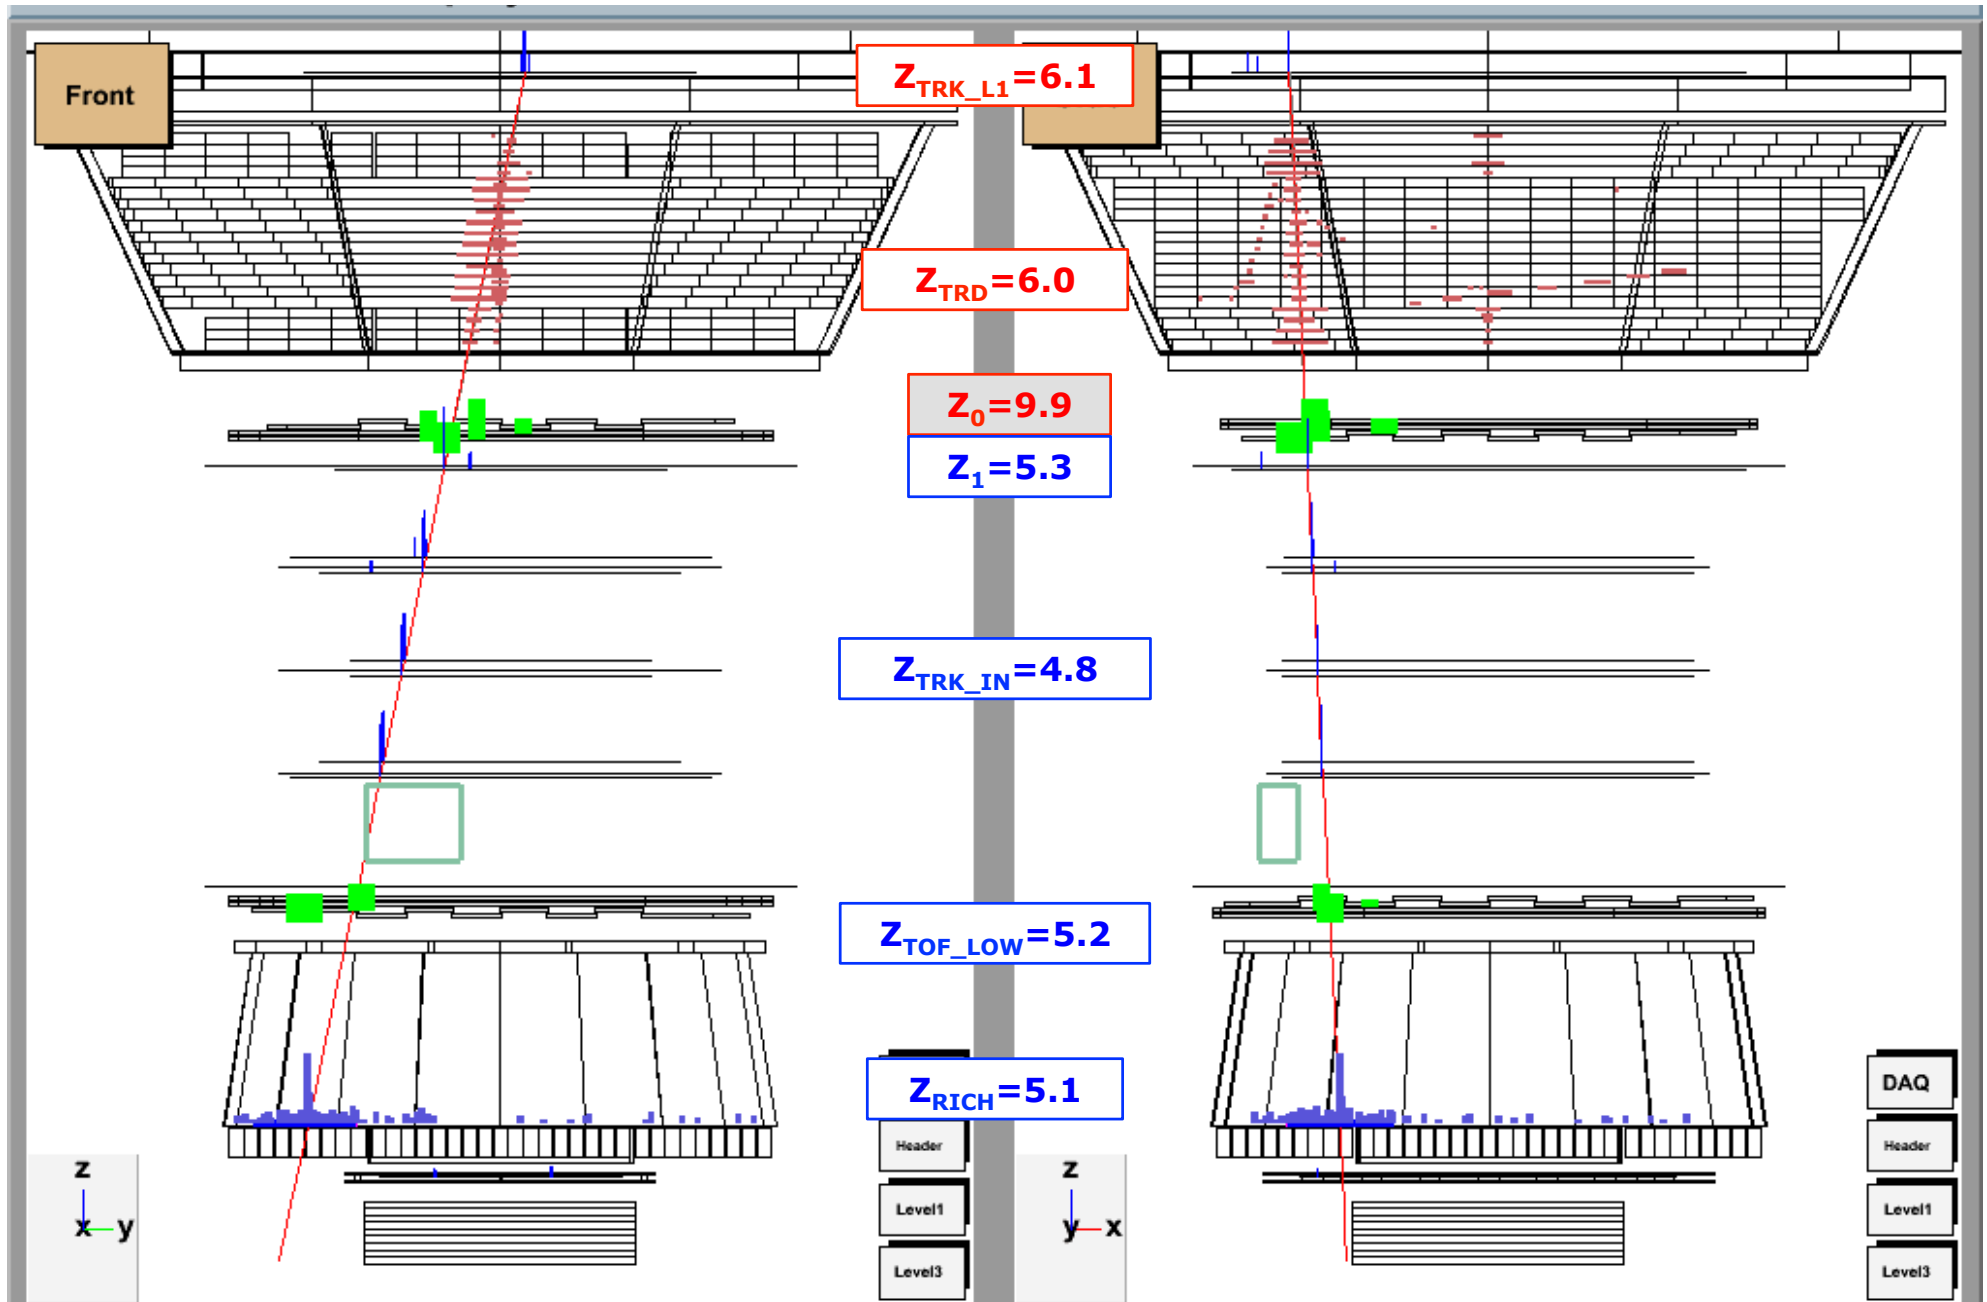 Front
Z_TRK_L1=6.1
Z_TRD=6.0
Z_0=9.9
Z_1=5.3
Z_TRK_IN=4.8
Z_TOF_LOW=5.2
Z_RICH=5.1
Header
Level1
Level3
DAQ
Header
Level1
Level3
z
x y
z
y x